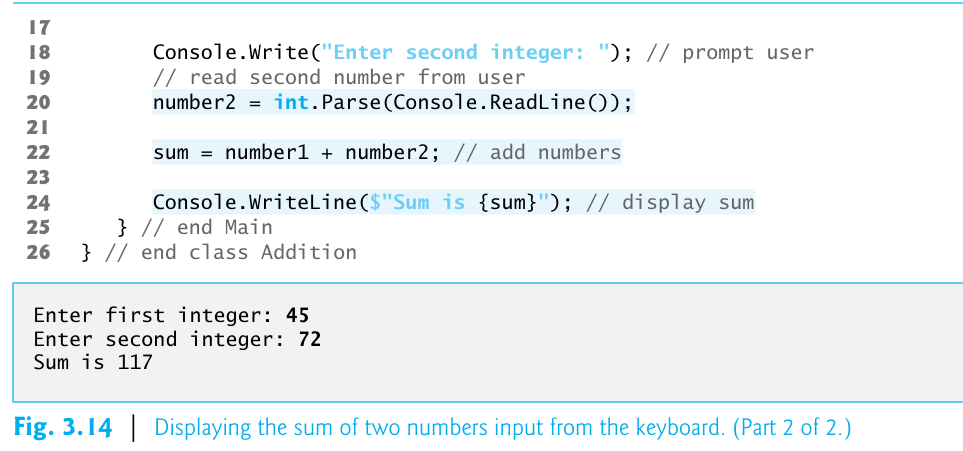 17
18 Console.Write("Enter second integer: "); // prompt user
19 // read second number from user
20 number2 = int.Parse(Console.ReadLine());
21
22 sum = number1 + number2; // add numbers
23
24 Console.WriteLine($"Sum is {sum}"); // display sum
25 } // end Main
26 } // end class Addition
Enter first integer: 45
Enter second integer: 72
Sum is 117
Fig. 3.14 | Displaying the sum of two numbers input from the keyboard. (Part 2 of 2.)